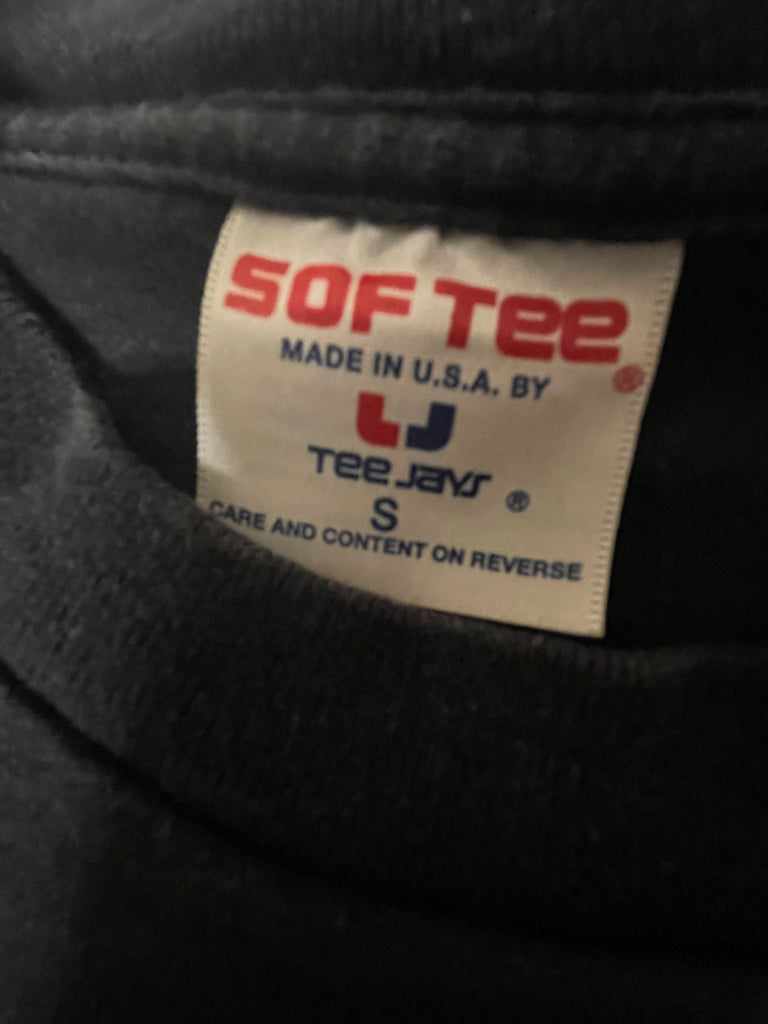 SOF Tee®
MADE IN U.S.A. BY
Tee Jays®
S
CARE AND CONTENT ON REVERSE